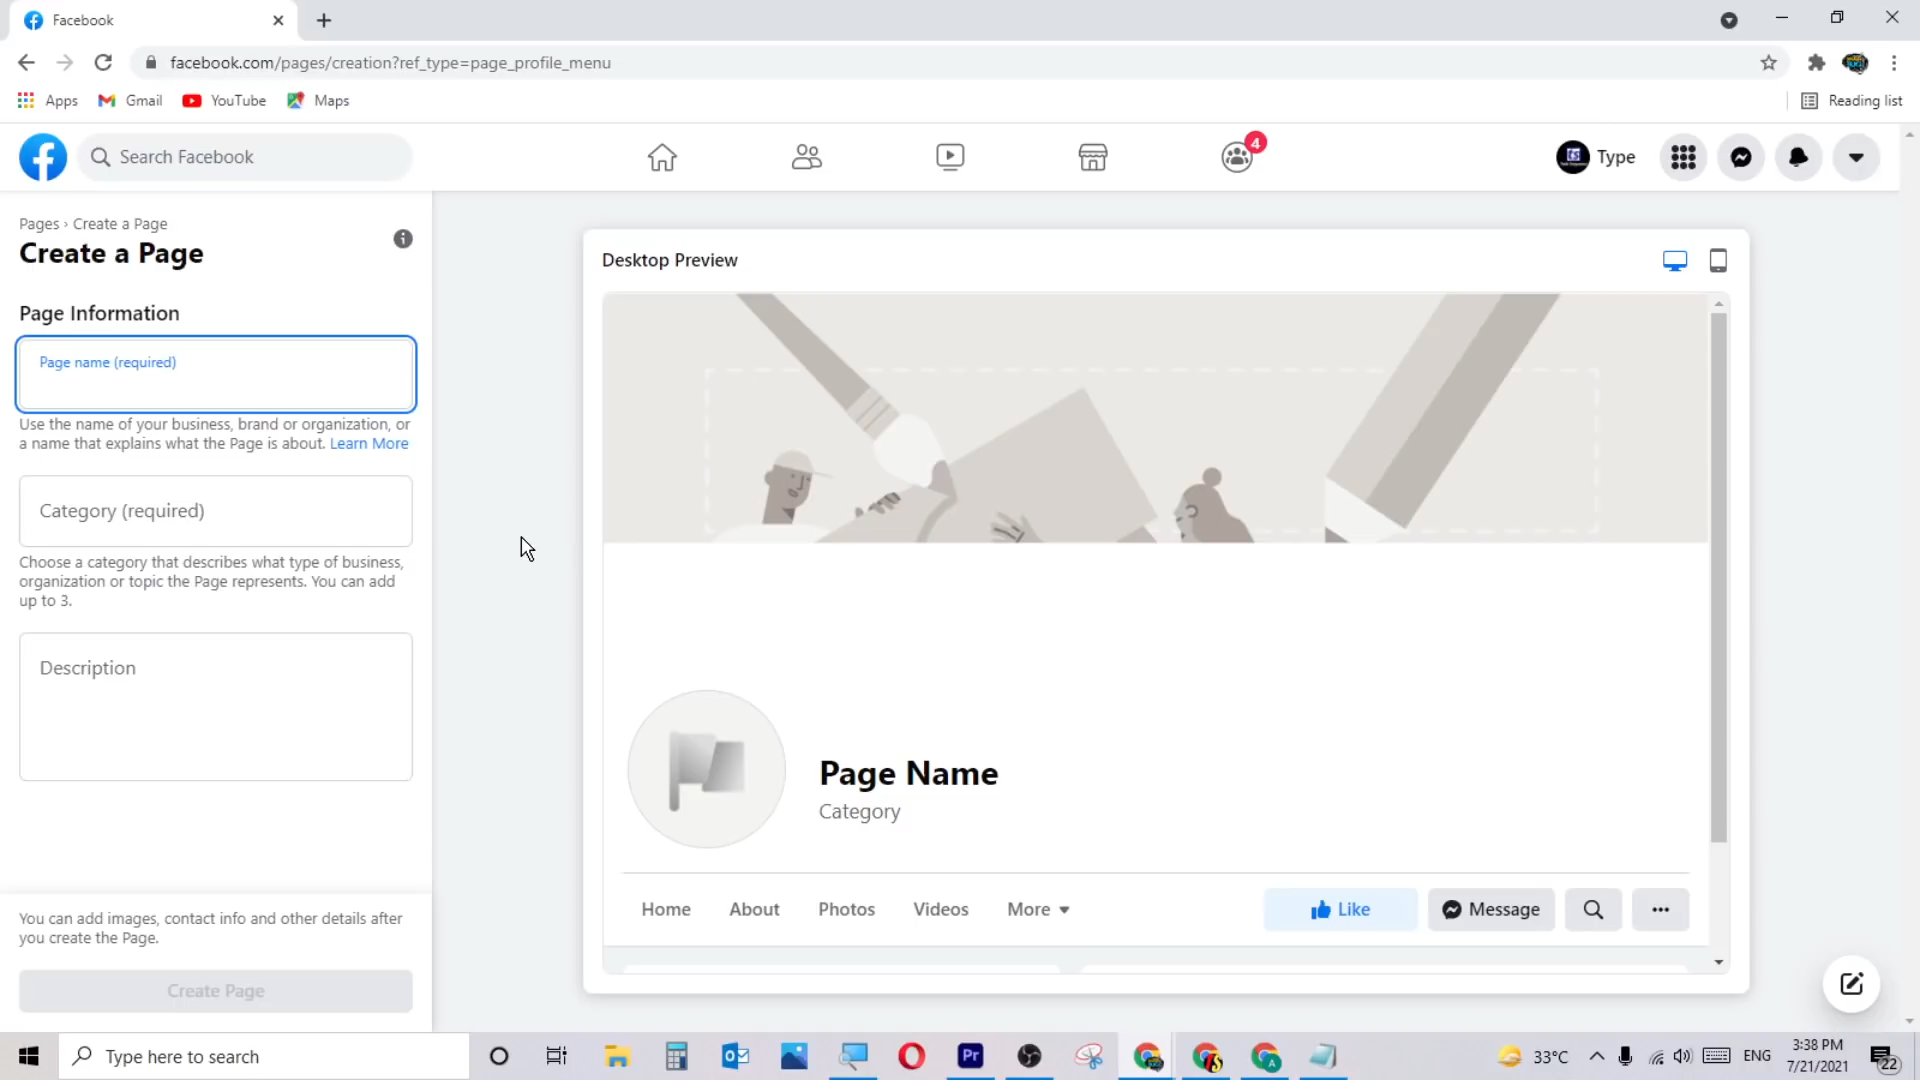 Facebook
facebook.com/pages/creation?ref_type=page_profile_menu
Apps
Gmail
YouTube
Maps
Reading list
Search Facebook
4
Type
Pages › Create a Page
Create a Page
Page Information
Page name (required)
Use the name of your business, brand or organization, or
a name that explains what the Page is about. Learn More
Category (required)
Choose a category that describes what type of business,
organization or topic the Page represents. You can add
up to 3.
Description
You can add images, contact info and other details after
you create the Page.
Create Page
Desktop Preview
Page Name
Category
Home
About
Photos
Videos
More
Like
Message
Type here to search
Pr
33°C
ENG
3:38 PM
7/21/2021
22